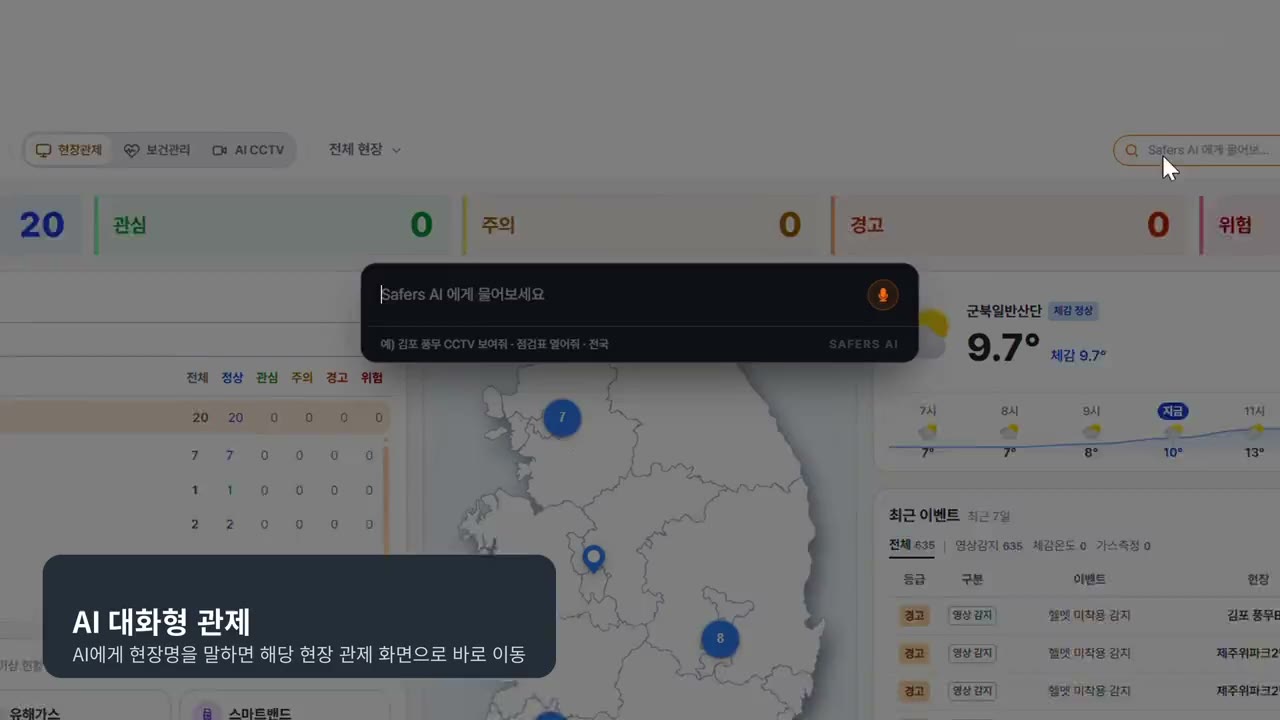 현장관제 보건관리 AI CCTV 전체 현장
Safers AI 에게 물어보...
20 관심 0 주의 0 경고 0 위험
Safers AI 에게 물어보세요
예) 김포 풍무 CCTV 보여줘 · 점검표 열어줘 · 전국
SAFERS AI
군북일반산단 체감 정상
9.7° 체감 9.7°
7시 8시 9시 지금 11시
7° 7° 8° 10° 13°
전체 정상 관심 주의 경고 위험
20 20 0 0 0 0
7 7 0 0 0 0
1 1 0 0 0 0
2 2 0 0 0 0
7
8
최근 이벤트 최근 7일
전체 635 | 영상감지 635 체감온도 0 가스측정 0
등급 구분 이벤트 현장
경고 영상 감지 헬멧 미착용 감지 김포 풍무
경고 영상 감지 헬멧 미착용 감지 제주위파크2
경고 영상 감지 헬멧 미착용 감지 제주위파크2
AI 대화형 관제
AI에게 현장명을 말하면 해당 현장 관제 화면으로 바로 이동
유해가스 스마트밴드